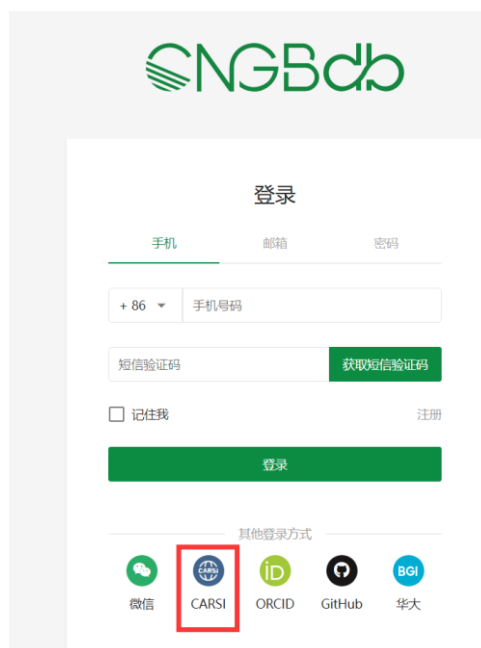 CNGBdb
登录
手机 邮箱 密码
+ 86 手机号码
短信验证码 获取短信验证码
记住我 注册
登录
其他登录方式
CARSI iD BGI
微信 CARSI ORCID GitHub 华大